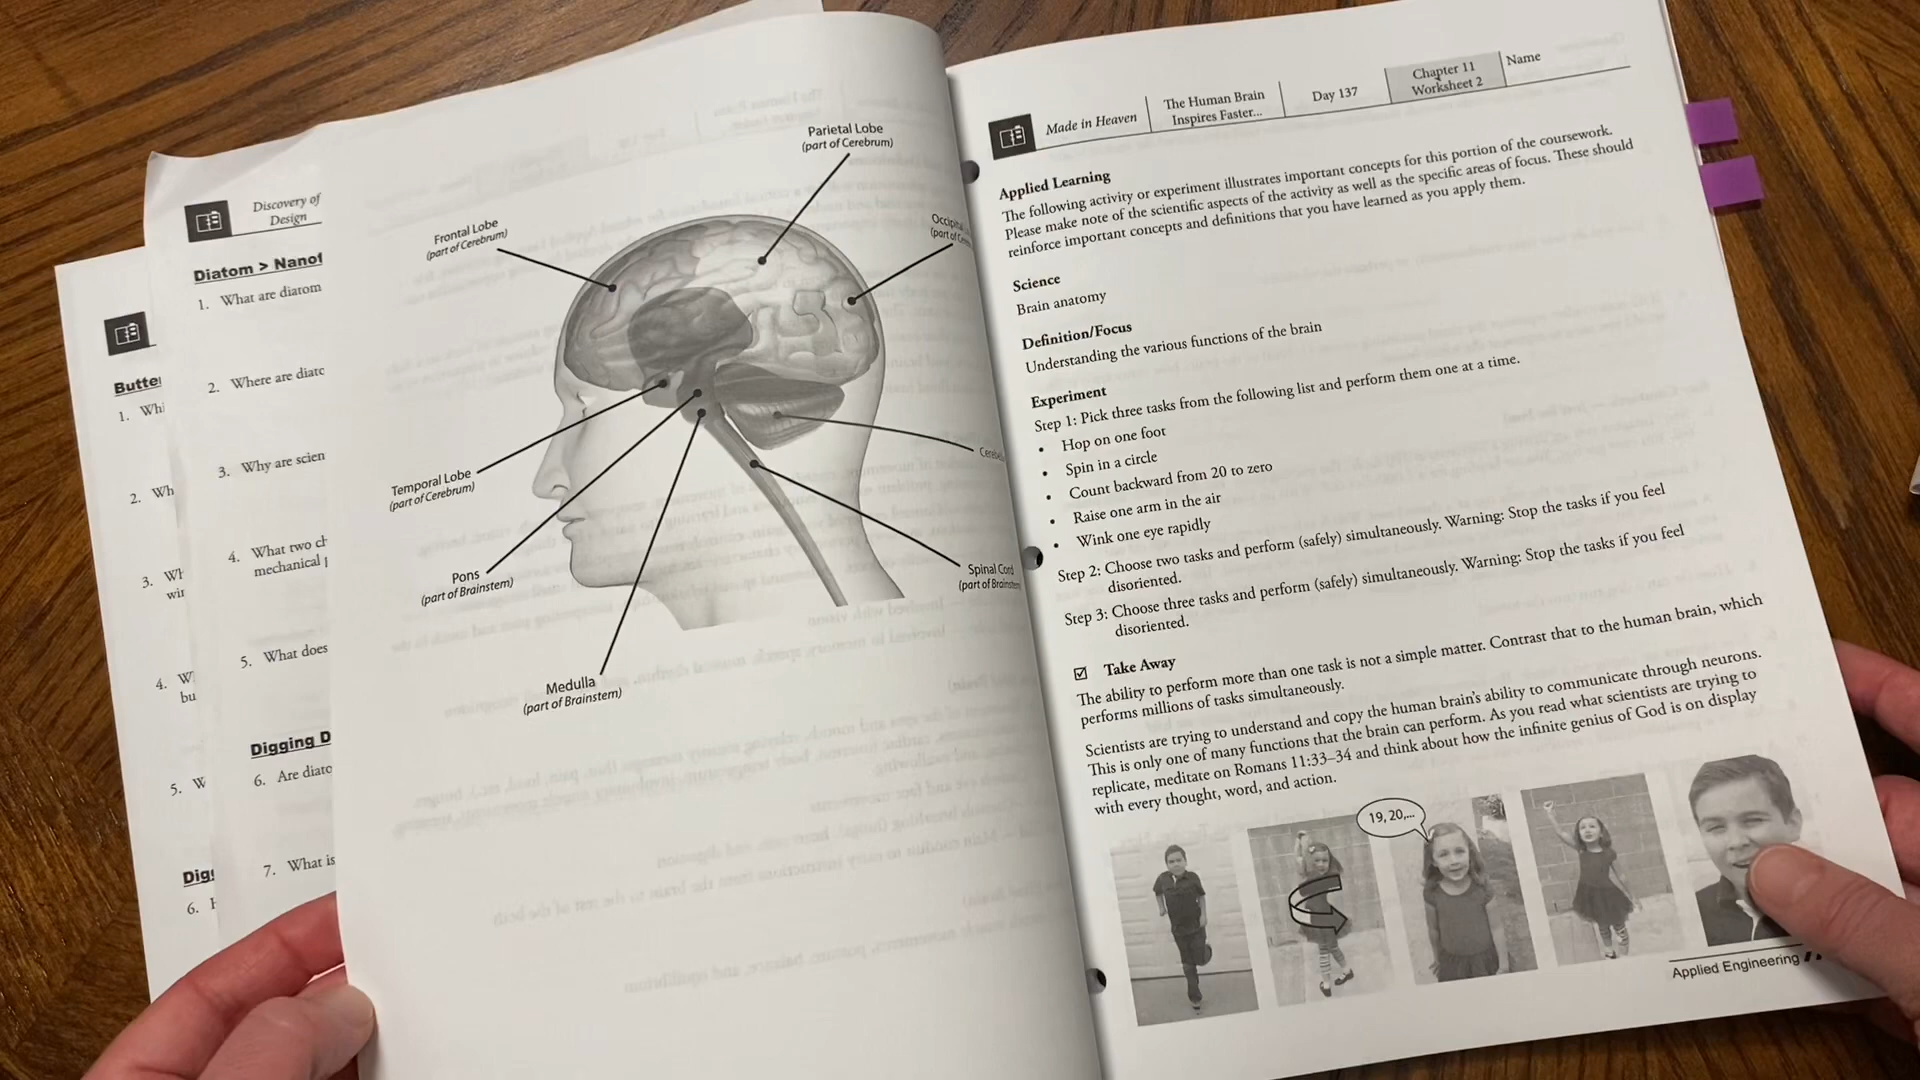 Butte
1. Whi
2. Wh
3. Wh
wir
4. W
bu
5. W
Digg
6. H
Discovery of
Design
Diatom > Nanof
1. What are diatom
2. Where are diatc
3. Why are scien
4. What two ch
mechanical p
5. What does
Digging D
6. Are diato
7. What is
Parietal Lobe
(part of Cerebrum)
Frontal Lobe
(part of Cerebrum)
Occipita
(part of Ce
Temporal Lobe
(part of Cerebrum)
Cerebe
Pons
(part of Brainstem)
Spinal Cord
(part of Brainstem
Medulla
(part of Brainstem)
Made in Heaven
The Human Brain
Inspires Faster...
Day 137
Chapter 11
Worksheet 2
Name
Applied Learning
The following activity or experiment illustrates important concepts for this portion of the coursework.
Please make note of the scientific aspects of the activity as well as the specific areas of focus. These should
reinforce important concepts and definitions that you have learned as you apply them.
Science
Brain anatomy
Definition/Focus
Understanding the various functions of the brain
Experiment
Step 1: Pick three tasks from the following list and perform them one at a time.
• Hop on one foot
• Spin in a circle
• Count backward from 20 to zero
• Raise one arm in the air
• Wink one eye rapidly
Step 2: Choose two tasks and perform (safely) simultaneously. Warning: Stop the tasks if you feel
disoriented.
Step 3: Choose three tasks and perform (safely) simultaneously. Warning: Stop the tasks if you feel
disoriented.
☑ Take Away
The ability to perform more than one task is not a simple matter. Contrast that to the human brain, which
performs millions of tasks simultaneously.
Scientists are trying to understand and copy the human brain's ability to communicate through neurons.
This is only one of many functions that the brain can perform. As you read what scientists are trying to
replicate, meditate on Romans 11:33–34 and think about how the infinite genius of God is on display
with every thought, word, and action.
19, 20,...
Applied Engineering